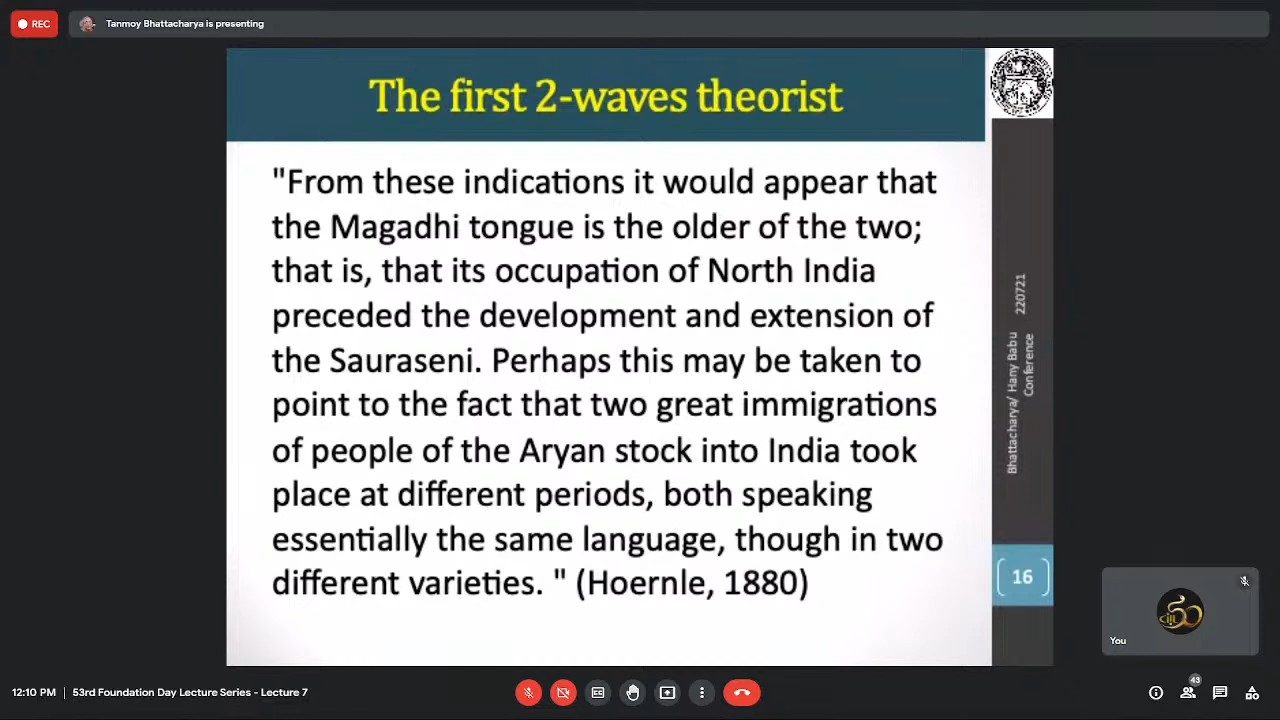 REC
Tanmoy Bhattacharya is presenting
The first 2-waves theorist
"From these indications it would appear that
the Magadhi tongue is the older of the two;
that is, that its occupation of North India
preceded the development and extension of
the Sauraseni. Perhaps this may be taken to
point to the fact that two great immigrations
of people of the Aryan stock into India took
place at different periods, both speaking
essentially the same language, though in two
different varieties. " (Hoernle, 1880)
Bhattacharya/ Hany Babu 220721
Conference
16
50
You
12:10 PM | 53rd Foundation Day Lecture Series - Lecture 7
43